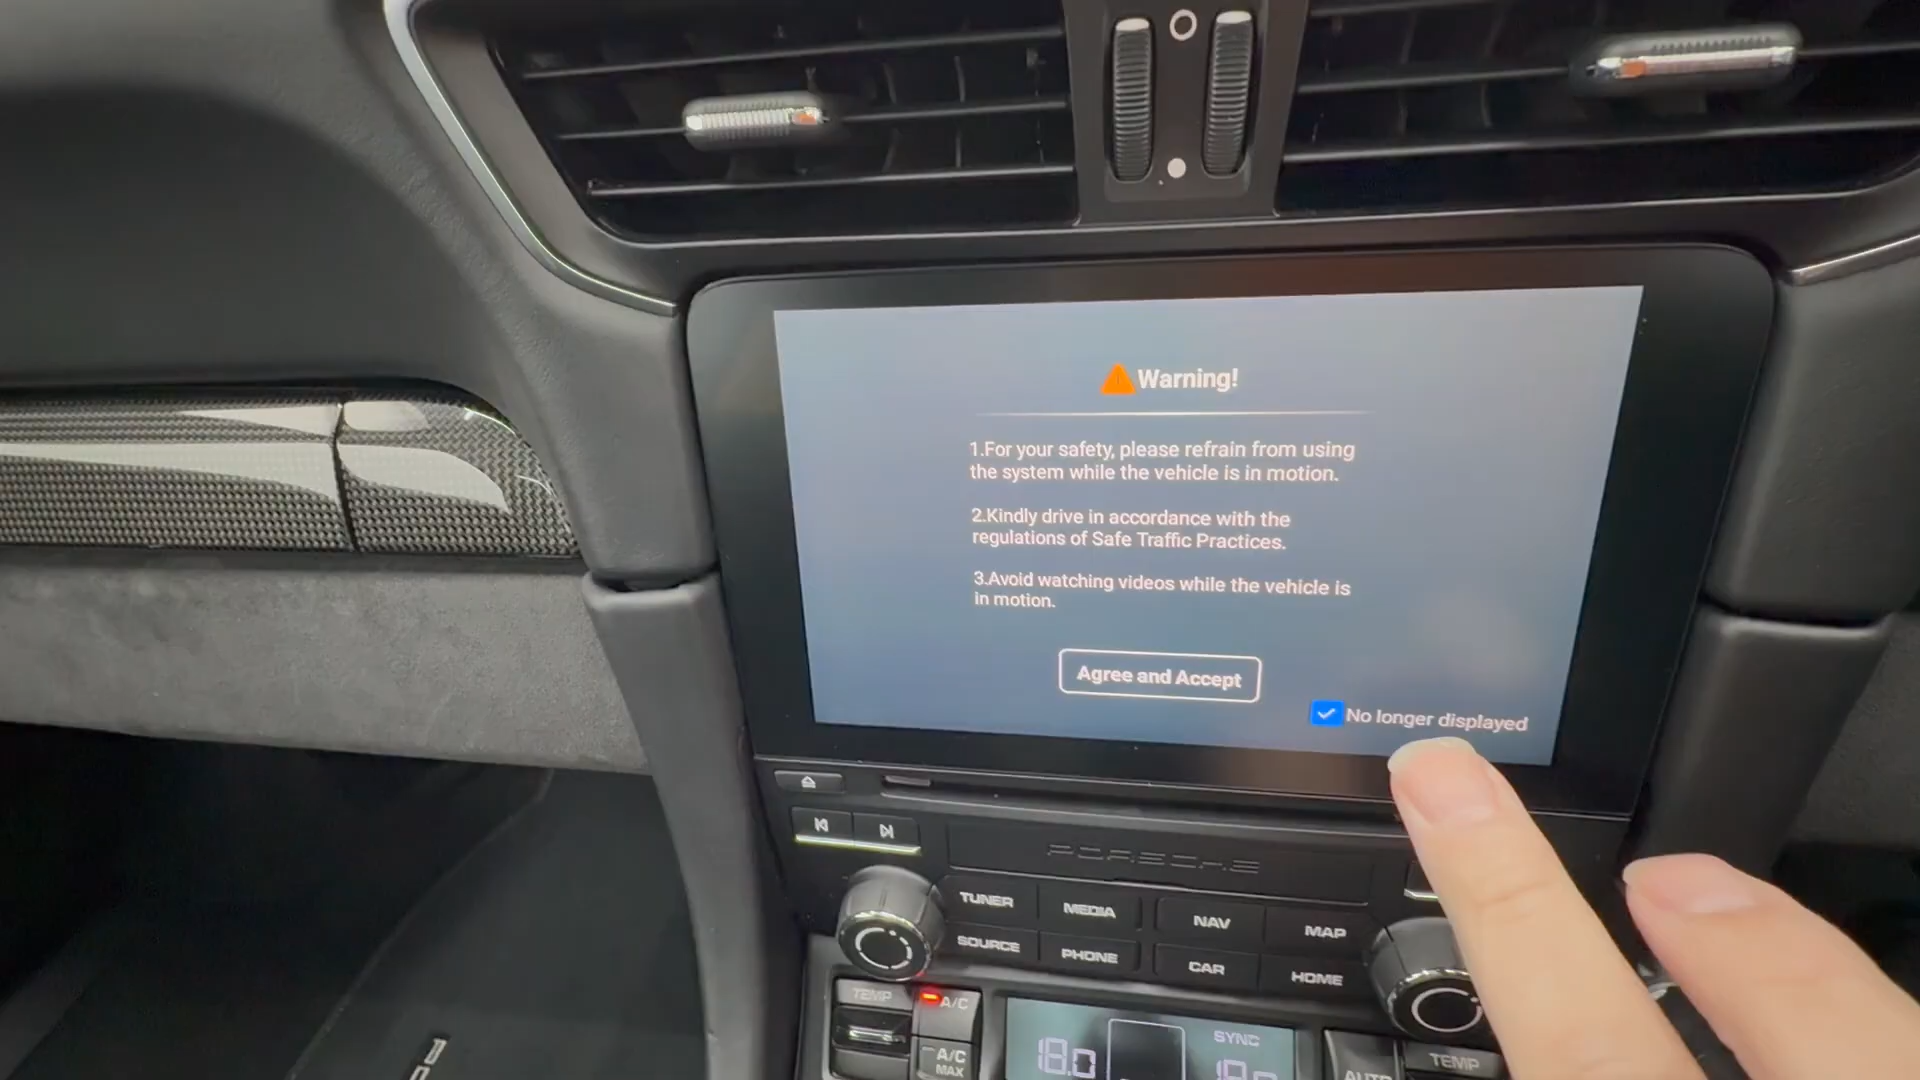 Warning!
1.For your safety, please refrain from using
the system while the vehicle is in motion.
2.Kindly drive in accordance with the
regulations of Safe Traffic Practices.
3.Avoid watching videos while the vehicle is
in motion.
Agree and Accept
No longer displayed
PORSCHE
TUNER
MEDIA
NAV
MAP
SOURCE
PHONE
CAR
HOME
TEMP
A/C
SYNC
18.0
A/C
MAX
AUTO
TEMP